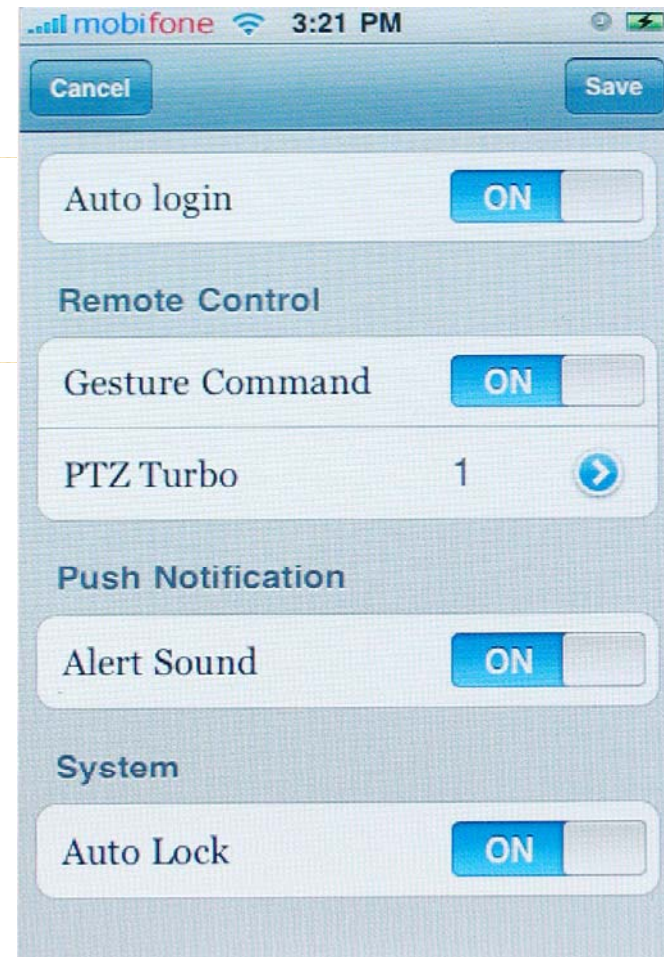 mobifone 3:21 PM
Cancel Save
Auto login ON
Remote Control
Gesture Command ON
PTZ Turbo 1
Push Notification
Alert Sound ON
System
Auto Lock ON